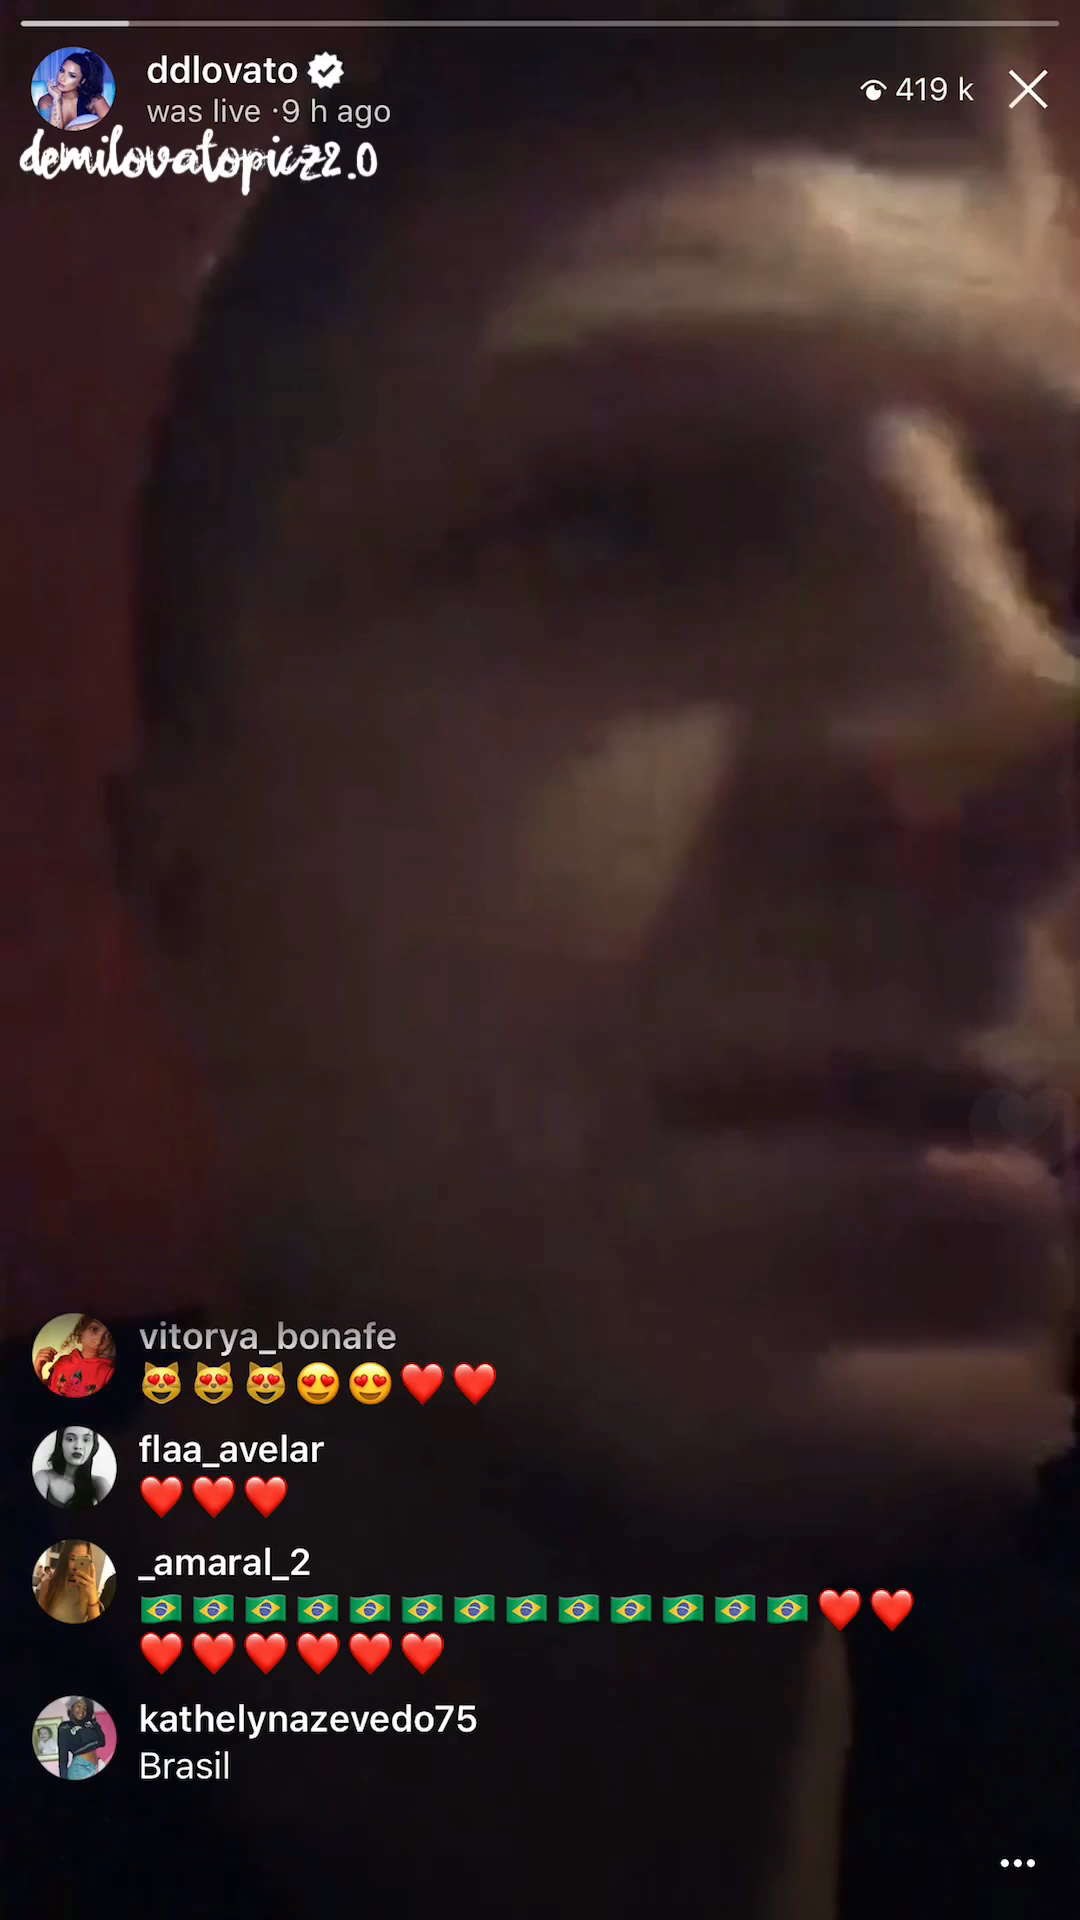 ddlovato
was live · 9 h ago
419 k
demilovatopicz2.0
vitorya_bonafe
😻😻😻😍😍❤️❤️
flaa_avelar
❤️❤️❤️
_amaral_2
🇧🇷🇧🇷🇧🇷🇧🇷🇧🇷🇧🇷🇧🇷🇧🇷🇧🇷🇧🇷🇧🇷🇧🇷🇧🇷❤️❤️
❤️❤️❤️❤️❤️❤️
kathelynazevedo75
Brasil